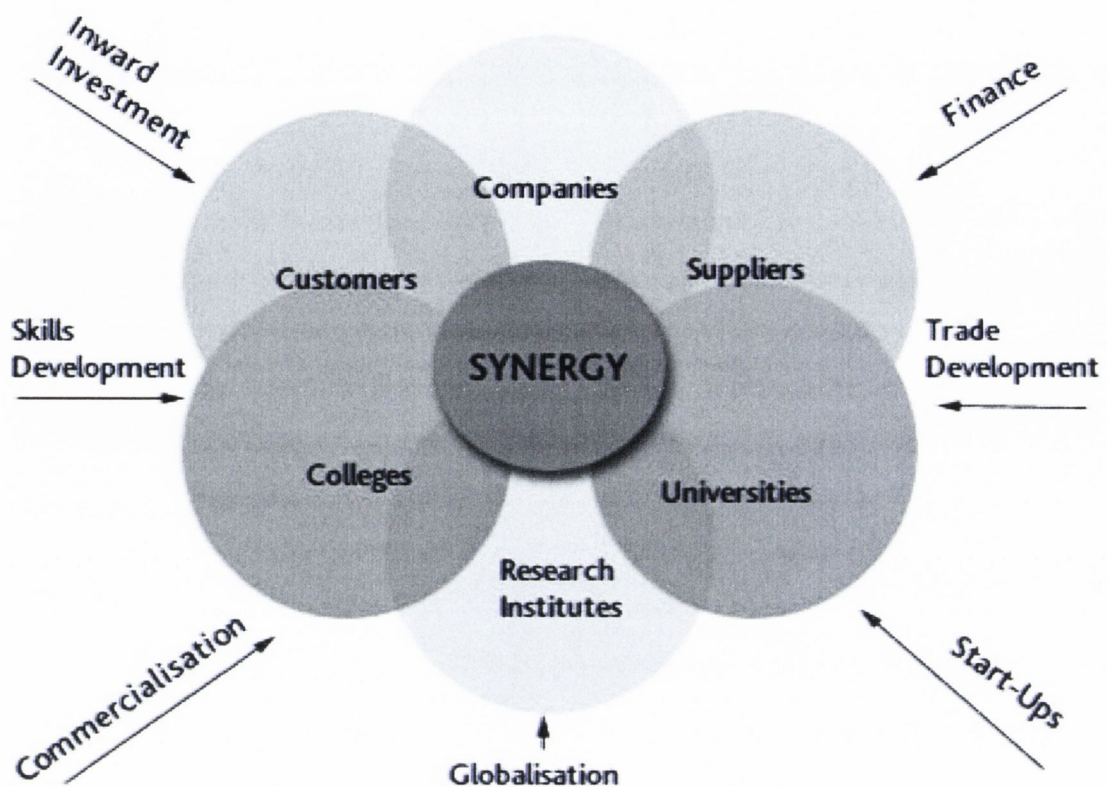 Inward
Investment
Finance
Companies
Customers
Suppliers
Skills
Development
SYNERGY
Trade
Development
Colleges
Universities
Research
Institutes
Commercialisation
Start-Ups
Globalisation